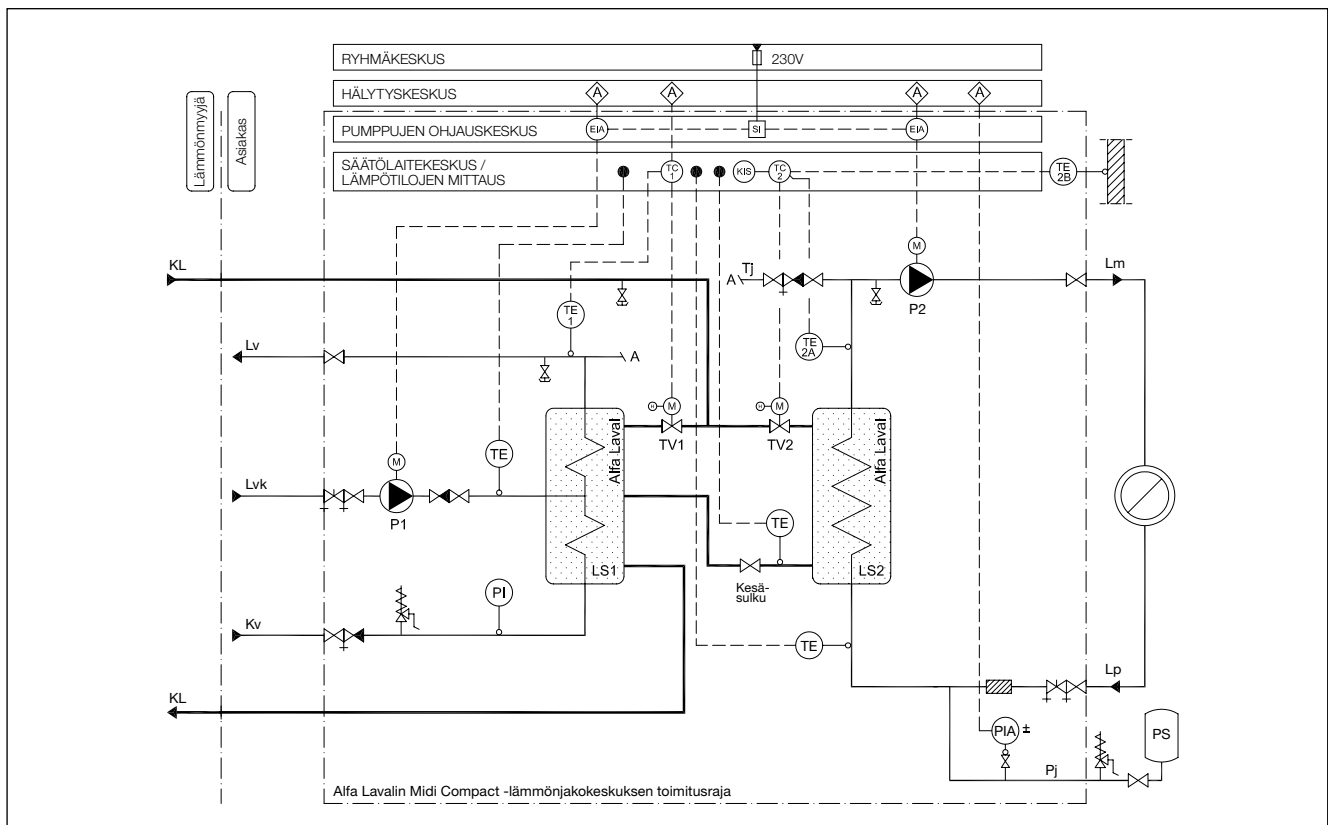 RYHMÄKESKUS
230V
HÄLYTYSKESKUS
A
A
A
A
PUMPPUJEN OHJAUSKESKUS
EIA
SI
EIA
SÄÄTÖLAITEKESKUS /
LÄMPÖTILOJEN MITTAUS
TC
1
KIS
TC
2
TE
2B
Lämmönmyyjä
Asiakas
KL
A
Tj
M
P2
Lm
TE
1
Lv
A
TE
2A
H
M
H
M
TV1
TV2
Alfa Laval
Alfa Laval
M
TE
Lvk
P1
TE
LS1
LS2
Kesä-
sulku
PI
Kv
TE
Lp
KL
PIA
±
PS
Pj
Alfa Lavalin Midi Compact -lämmönjakokeskuksen toimitusraja